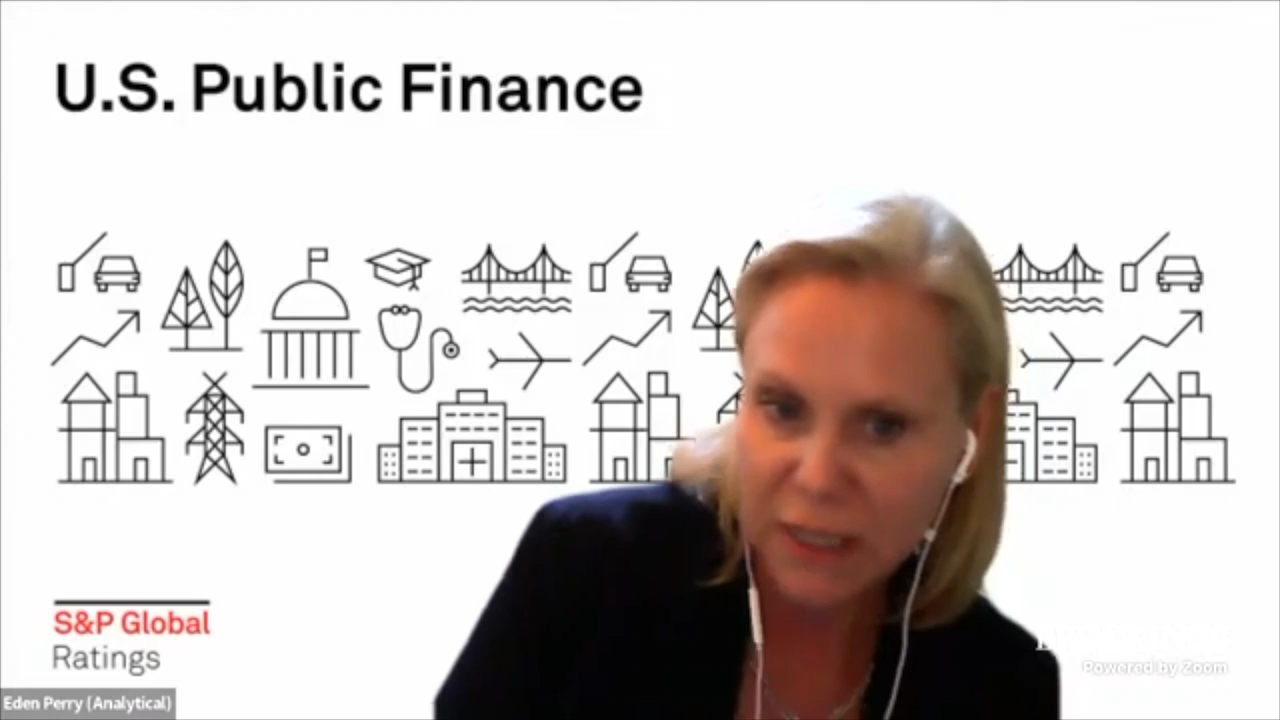 U.S. Public Finance
S&P Global
Ratings
Powered by Zoom
Eden Perry (Analytical)